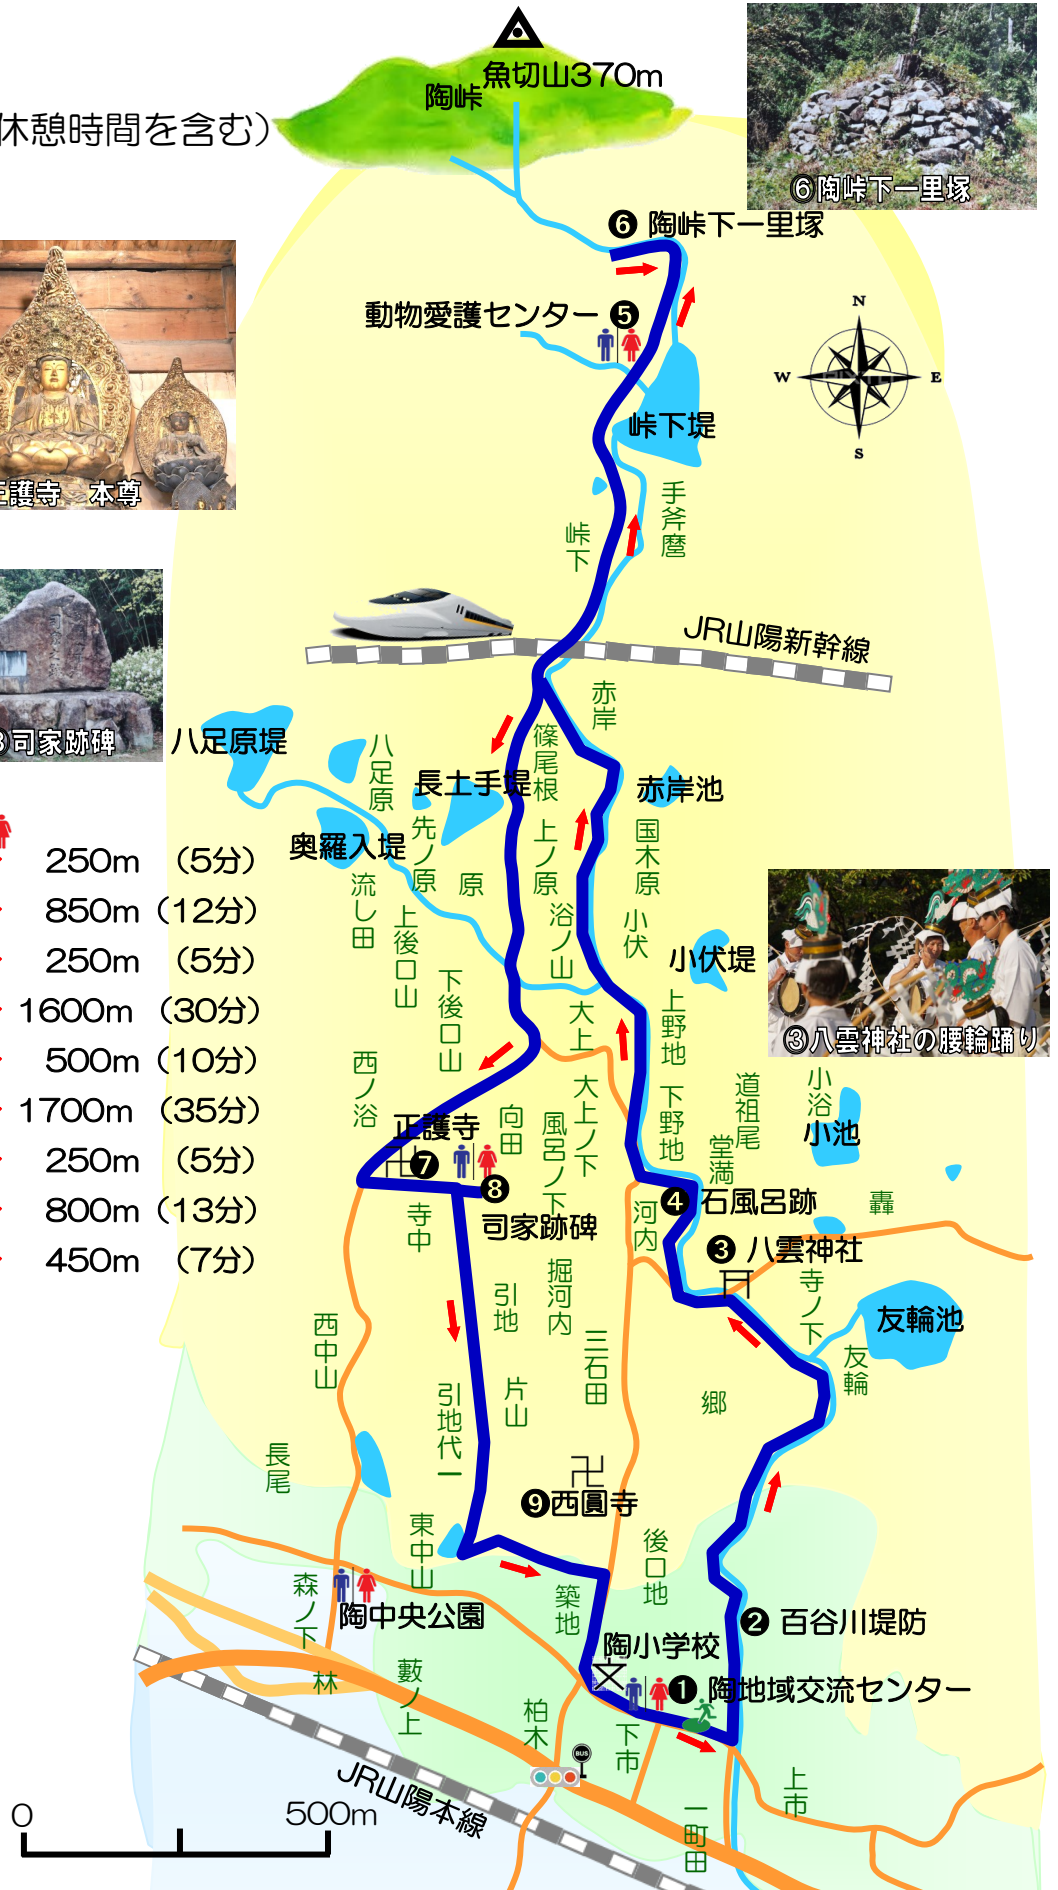 魚切山370m
陶峠
休憩時間を含む）
⑥陶峠下一里塚
❻ 陶峠下一里塚
動物愛護センター ❺
N
W
E
S
峠下堤
手斧磨
峠下
正護寺 本尊
JR山陽新幹線
赤岸
司家跡碑
八足原堤
八足原
長土手堤
篠尾根
赤岸池
奥羅入堤
先ノ原
原
上ノ原
国木原
流し田
上後口山
下後口山
浴ノ山
小伏
小伏堤
250m （5分）
850m （12分）
250m （5分）
1600m （30分）
500m （10分）
1700m （35分）
250m （5分）
800m （13分）
450m （7分）
③八雲神社の腰輪踊り
大上
上野地
西ノ浴
大上ノ下
下野地
道祖尾
小浴
小池
正護寺
❼
向田
風呂ノ下
堂満
❽
司家跡碑
寺中
河内
❹ 石風呂跡
轟
❸ 八雲神社
引地
堀河内
寺ノ下
友輪池
友輪
西中山
三石田
片山
引地代一
郷
長尾
❾西圓寺
東中山
後口地
築地
森ノ下
陶中央公園
❷ 百谷川堤防
陶小学校
文
❶ 陶地域交流センター
林
藪ノ上
柏木
下市
BUS
上市
JR山陽本線
一町田
0
500m